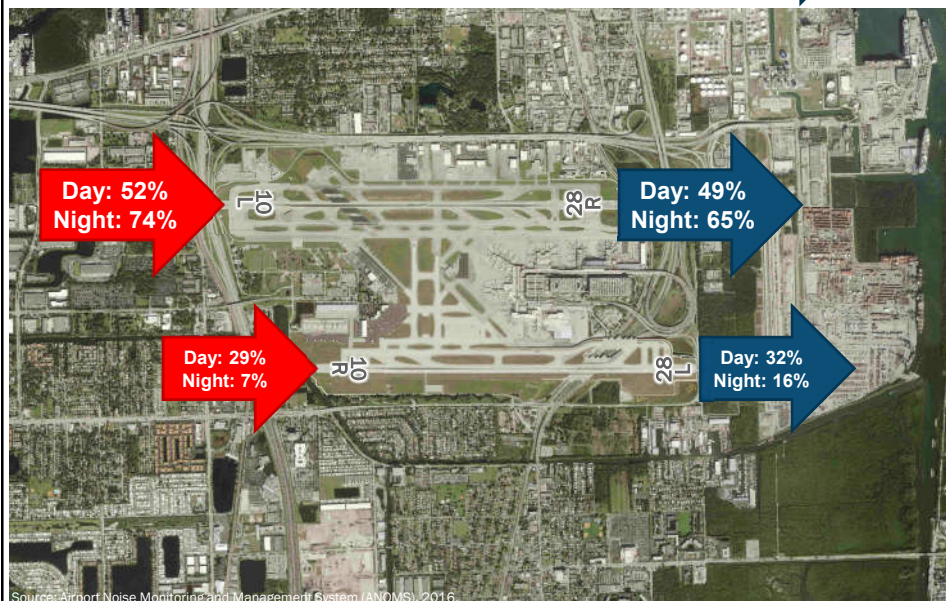 Day: 52%
Night: 74%
10
L
28
R
Day: 49%
Night: 65%
Day: 29%
Night: 7%
10
R
28
L
Day: 32%
Night: 16%
Source: Airport Noise Monitoring and Management System (ANOMS), 2016